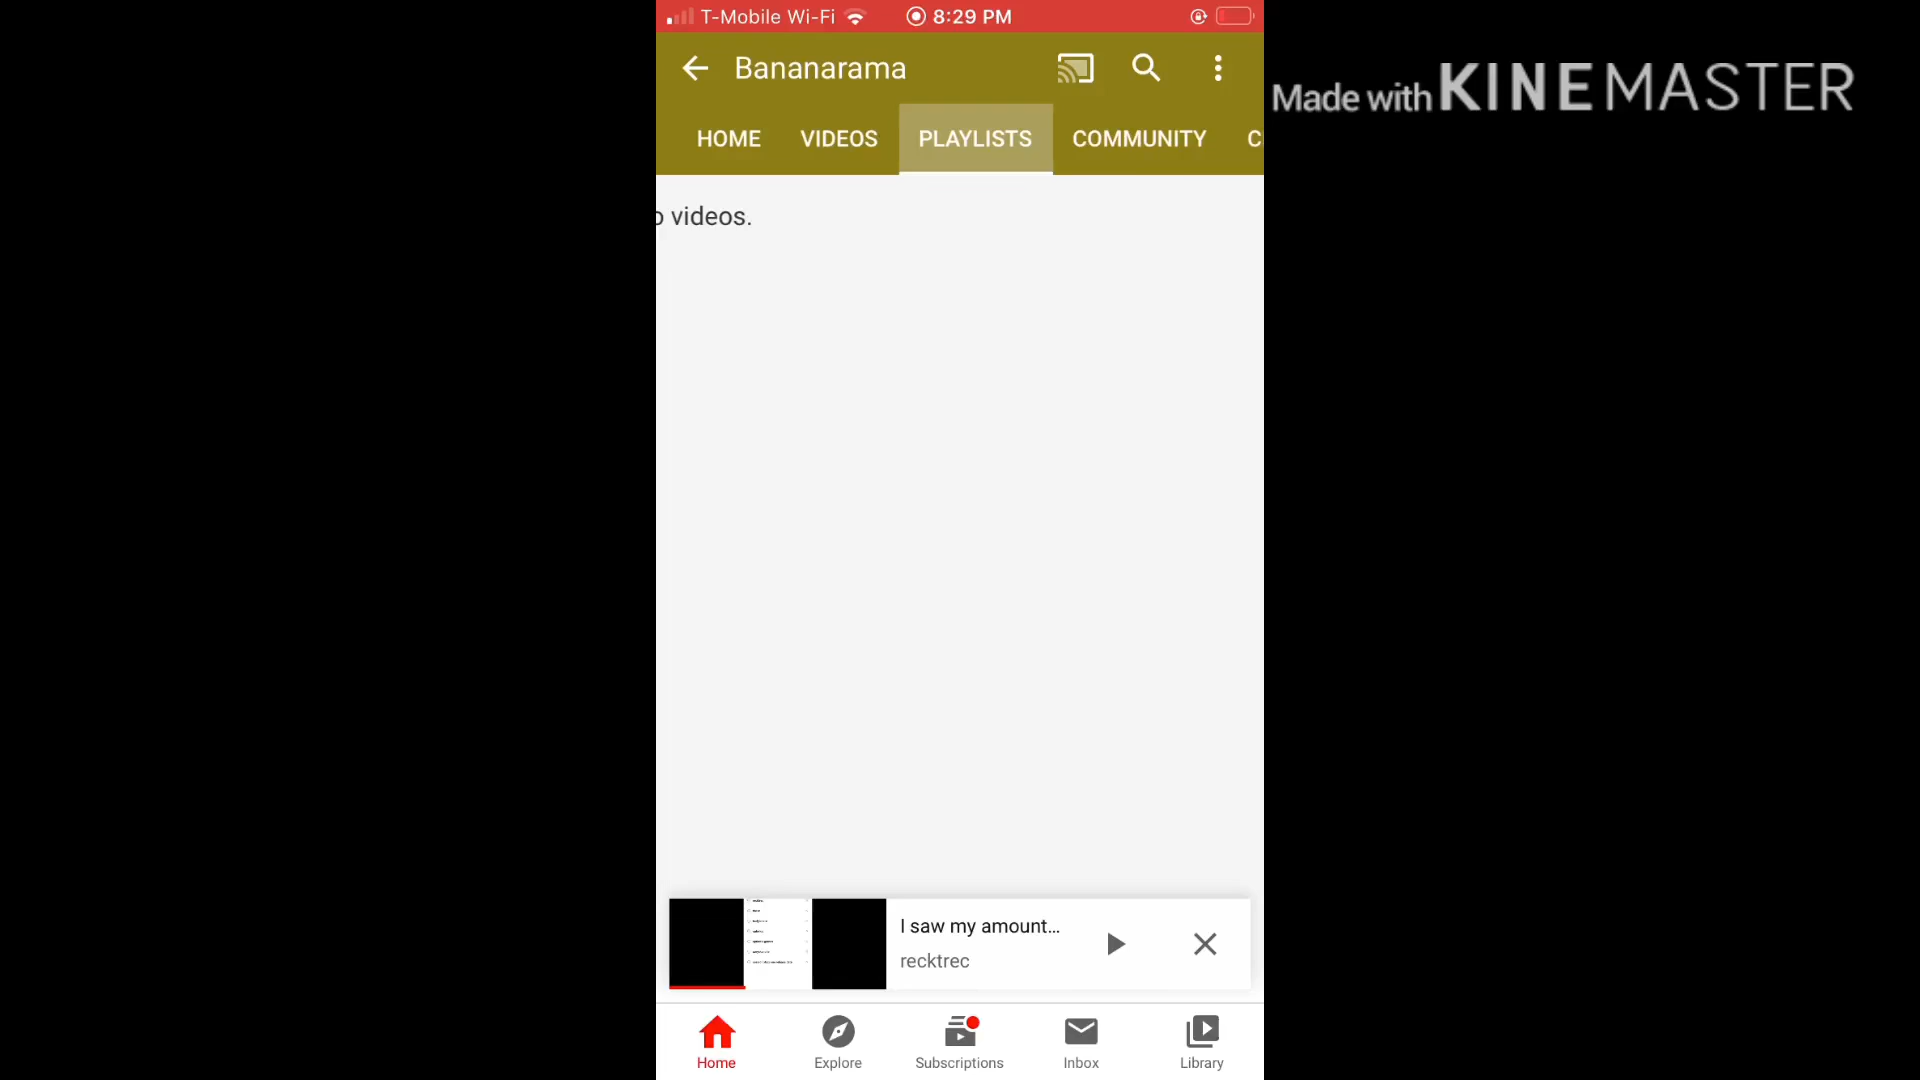 T-Mobile Wi-Fi 8:29 PM
Bananarama
Made with KINEMASTER
HOME VIDEOS PLAYLISTS COMMUNITY C
o videos.
I saw my amount...
recktrec
Home Explore Subscriptions Inbox Library